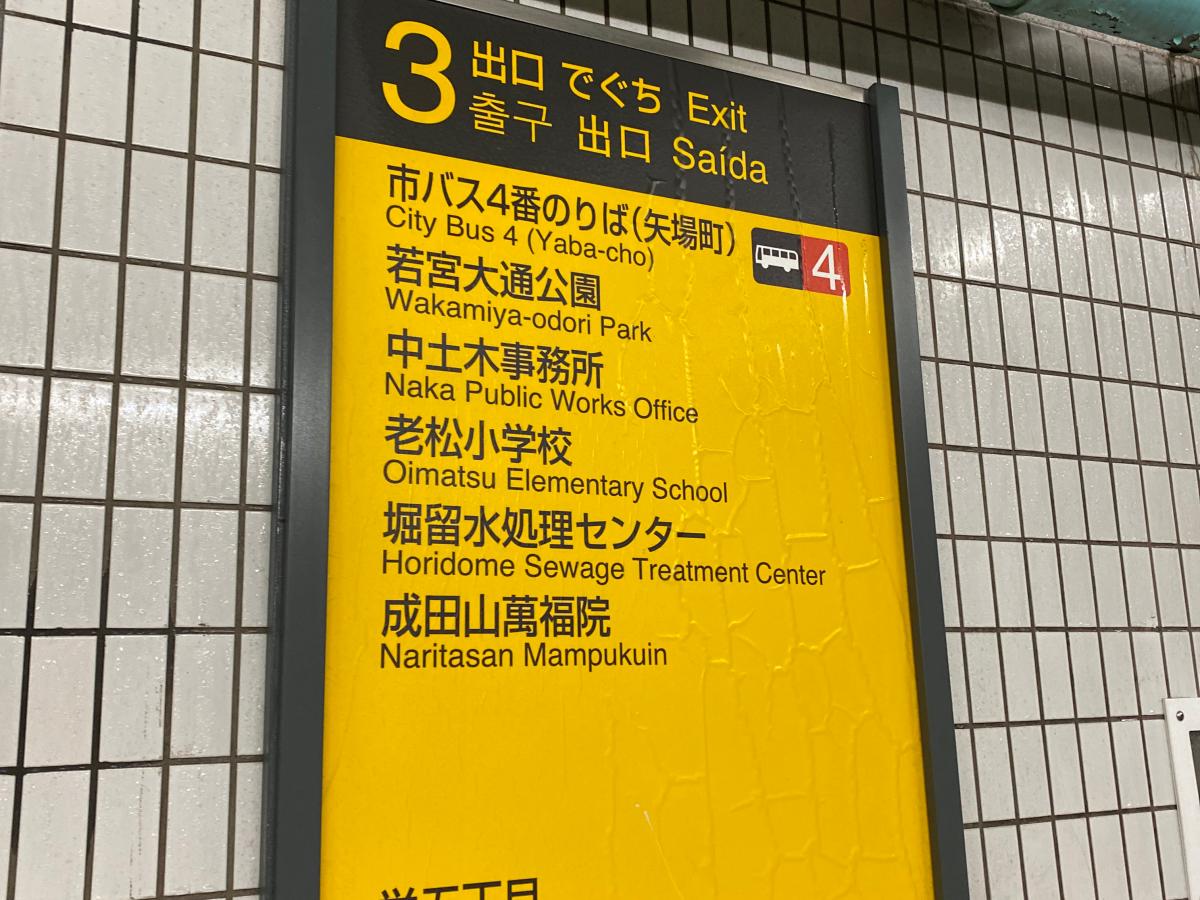 3 出口 でぐち Exit
출구 出口 Saída
市バス4番のりば(矢場町)
City Bus 4 (Yaba-cho)
4
若宮大通公園
Wakamiya-odori Park
中土木事務所
Naka Public Works Office
老松小学校
Oimatsu Elementary School
堀留水処理センター
Horidome Sewage Treatment Center
成田山萬福院
Naritasan Mampukuin
栄五丁目